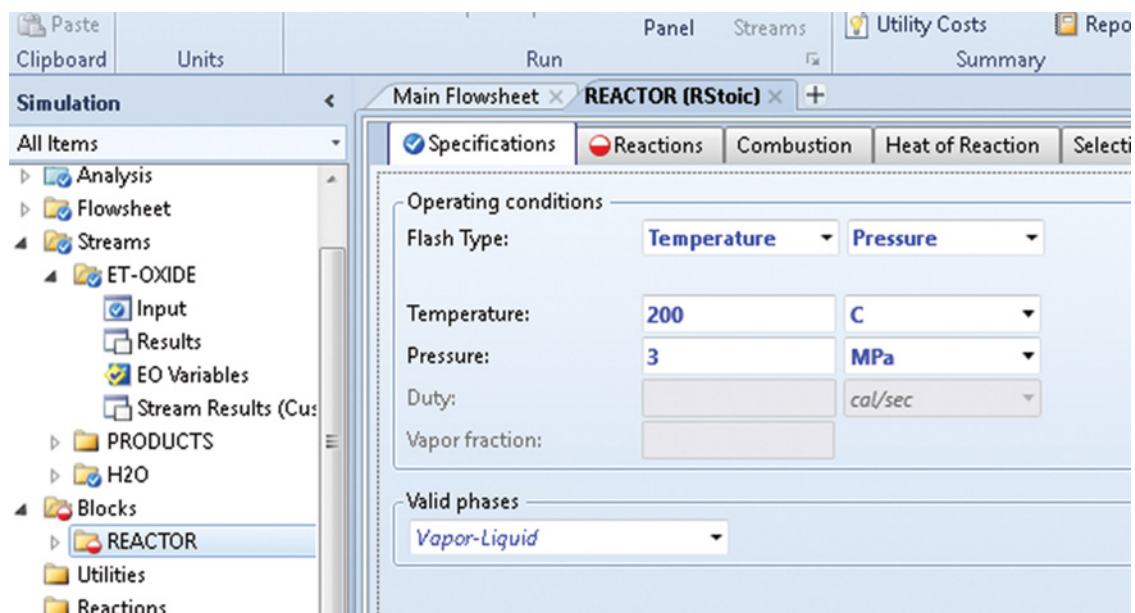 Paste
Panel Streams Utility Costs Repo
Clipboard Units Run Summary
Simulation
Main Flowsheet REACTOR (RStoic)
All Items
Specifications Reactions Combustion Heat of Reaction Selecti
Analysis
Flowsheet
Streams
ET-OXIDE
Input
Results
EO Variables
Stream Results (Cus
PRODUCTS
H2O
Blocks
REACTOR
Utilities
Reactions
Operating conditions
Flash Type: Temperature Pressure
Temperature: 200 C
Pressure: 3 MPa
Duty: cal/sec
Vapor fraction:
Valid phases
Vapor-Liquid